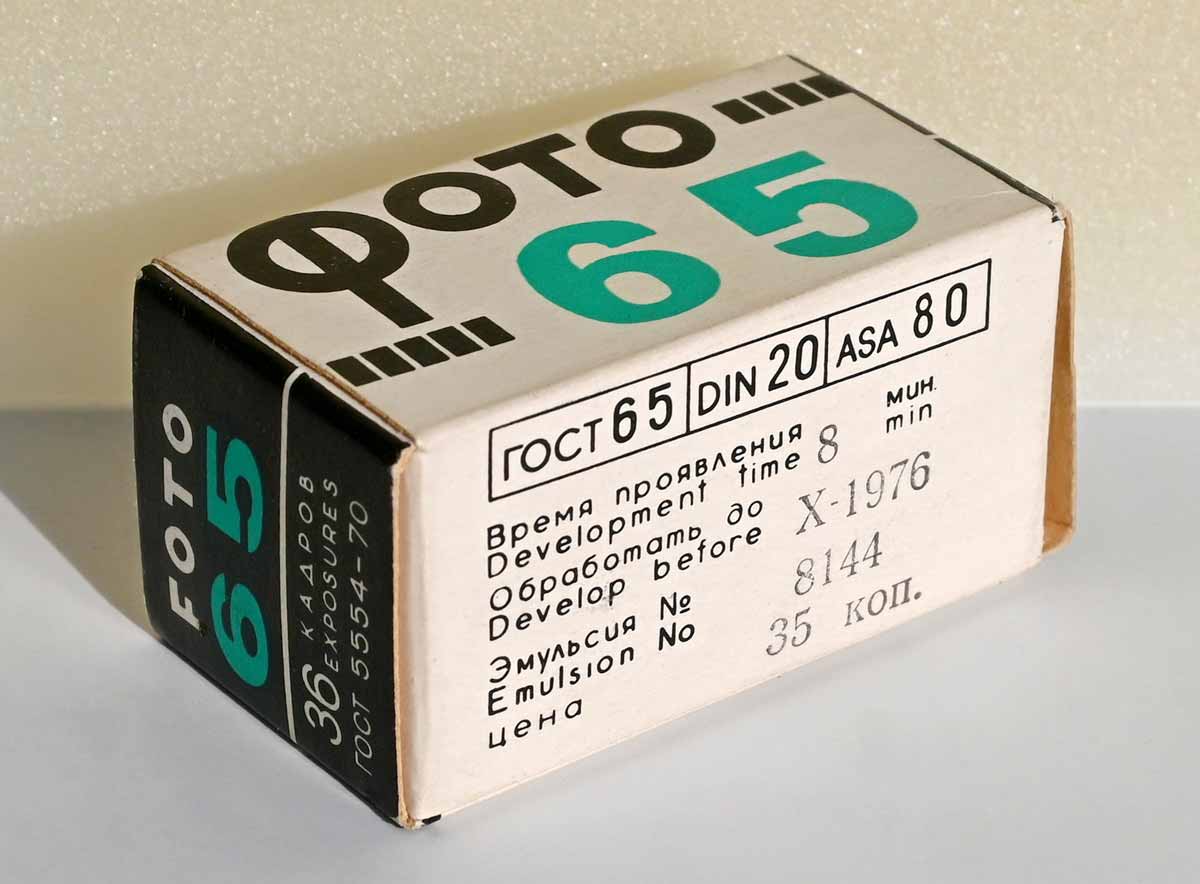 ФОТО
65
ГОСТ 65 DIN 20 ASA 80
Время проявления 8 мин.
Development time min
Обработать до X-1976
Develop before
Эмульсия № 8144
Emulsion No
цена 35 коп.
FOTO
65
36 КАДРОВ
EXPOSURES
ГОСТ 5554-70